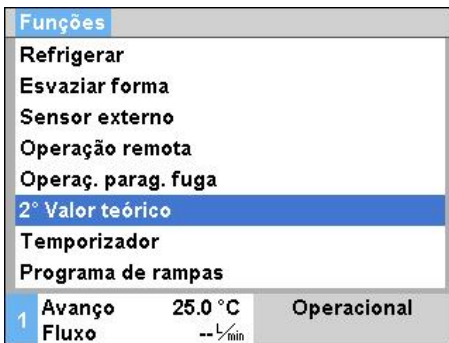 Funções
Refrigerar
Esvaziar forma
Sensor externo
Operação remota
Operaç. parag. fuga
2° Valor teórico
Temporizador
Programa de rampas
1 Avanço 25.0 °C Operacional
Fluxo -- L/min